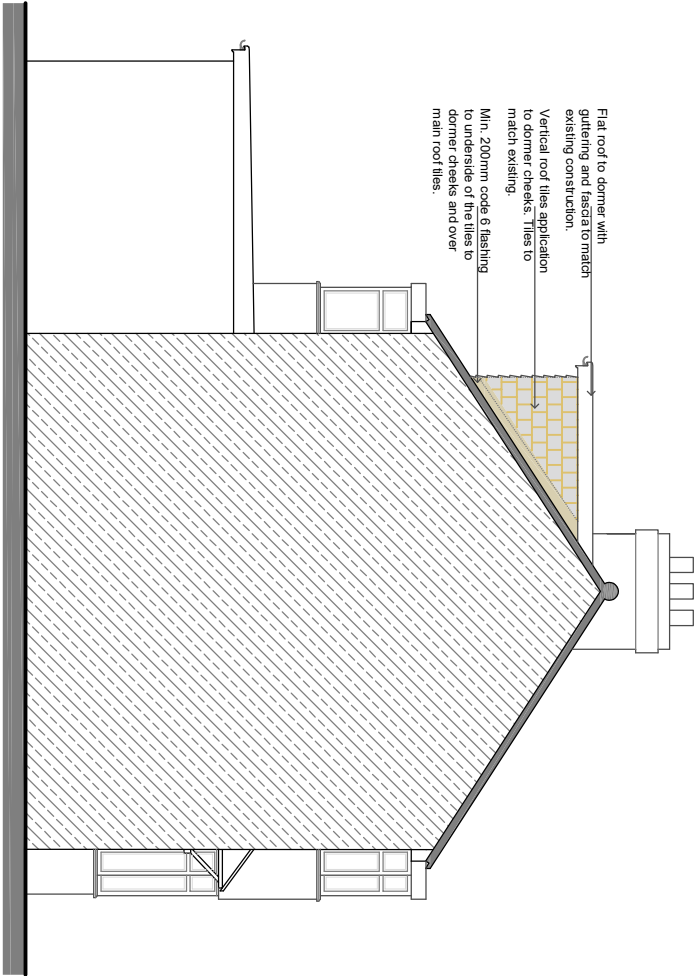 Flat roof to dormer with
guttering and fascia to match
existing construction.
Vertical roof tiles application
to dormer cheeks. Tiles to
match existing.
Min. 200mm code 6 flashing
to underside of the tiles to
dormer cheeks and over
main roof tiles.